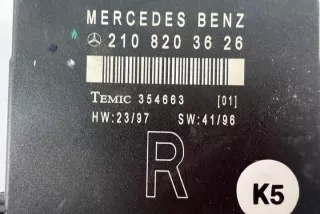 MERCEDES BENZ
210 820 36 26
TEMIC 354663 [01]
HW:23/97 SW:41/96
R
K5